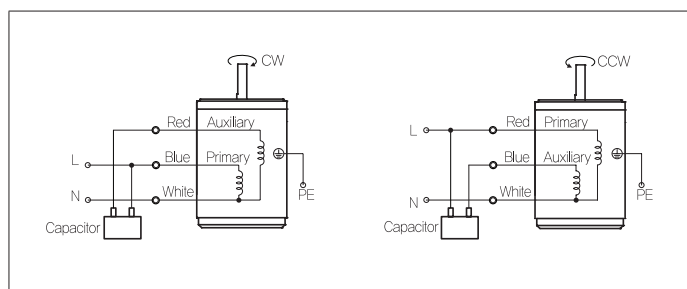 CW
Red Auxiliary
L
Blue Primary
N
White
PE
Capacitor
CCW
L
Red Primary
Blue Auxiliary
N
White
PE
Capacitor